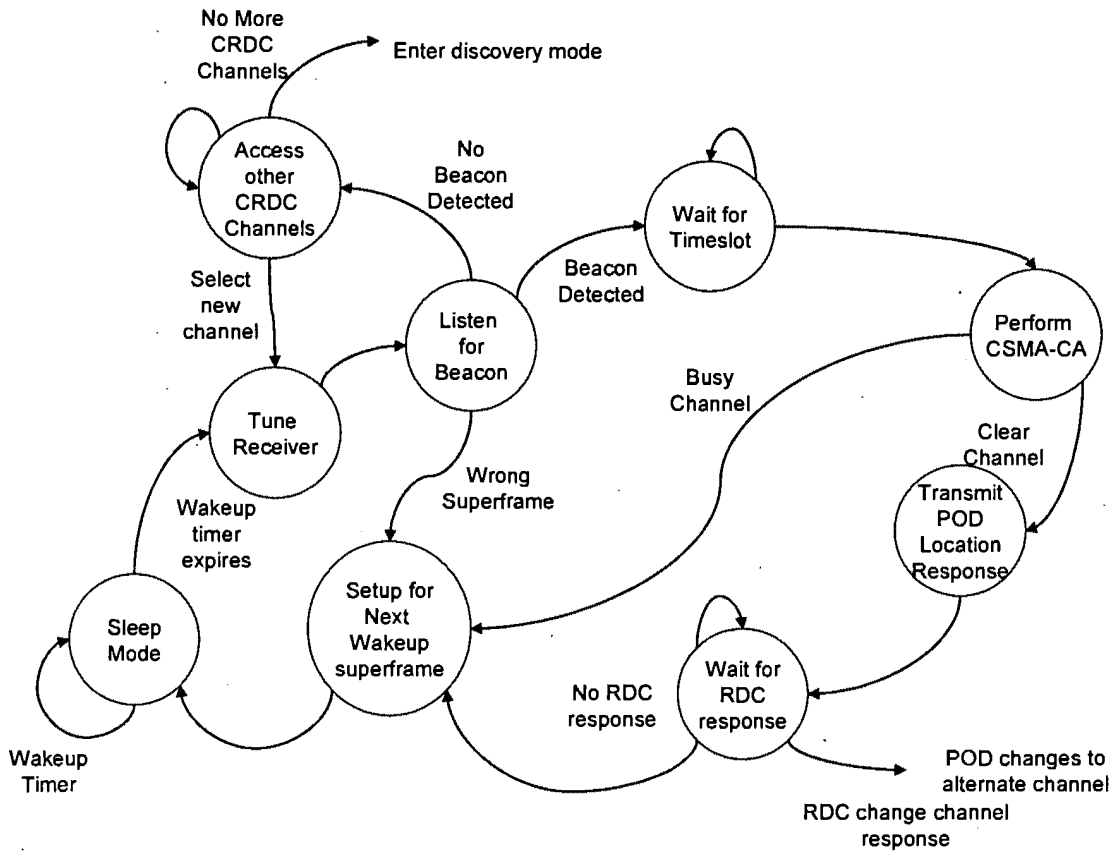 No More
CRDC
Channels
Enter discovery mode
Access
other
CRDC
Channels
No
Beacon
Detected
Wait for
Timeslot
Select
new
channel
Beacon
Detected
Listen
for
Beacon
Perform
CSMA-CA
Busy
Channel
Tune
Receiver
Clear
Channel
Wrong
Superframe
Wakeup
timer
expires
Transmit
POD
Location
Response
Setup for
Next
Wakeup
superframe
Sleep
Mode
Wait for
RDC
response
No RDC
response
Wakeup
Timer
POD changes to
alternate channel
RDC change channel
response